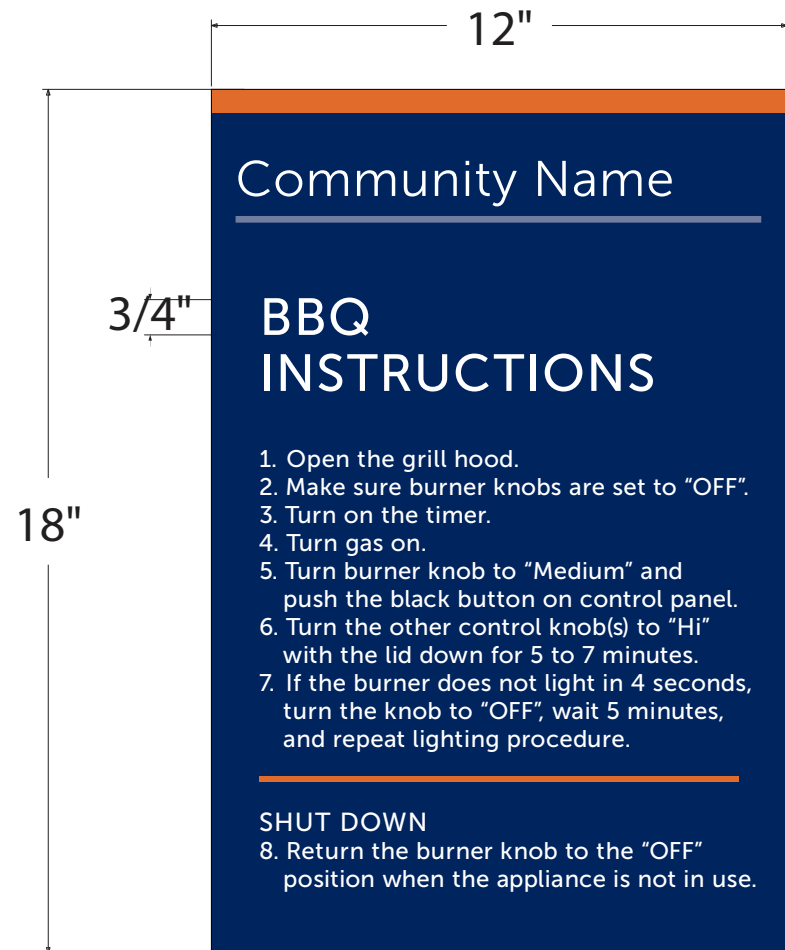 12"
Community Name
3/4"
BBQ
INSTRUCTIONS
1. Open the grill hood.
2. Make sure burner knobs are set to “OFF”.
3. Turn on the timer.
4. Turn gas on.
18"
5. Turn burner knob to “Medium” and
push the black button on control panel.
6. Turn the other control knob(s) to “Hi”
with the lid down for 5 to 7 minutes.
7. If the burner does not light in 4 seconds,
turn the knob to “OFF”, wait 5 minutes,
and repeat lighting procedure.
SHUT DOWN
8. Return the burner knob to the “OFF”
position when the appliance is not in use.